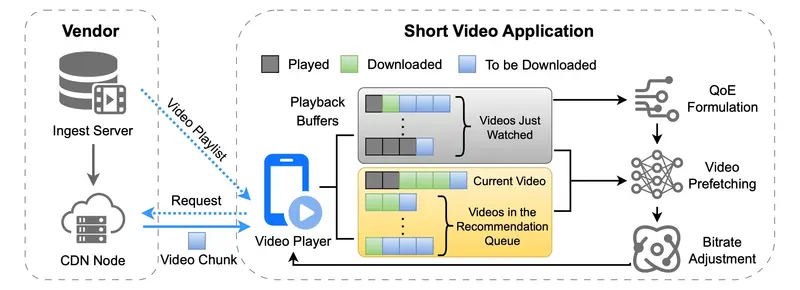 Vendor
Ingest Server
CDN Node
Video Playlist
Request
Video Chunk
Short Video Application
Played
Downloaded
To be Downloaded
Playback
Buffers
Videos Just
Watched
Current Video
Videos in the
Recommendation
Queue
Video Player
QoE
Formulation
Video
Prefetching
Bitrate
Adjustment